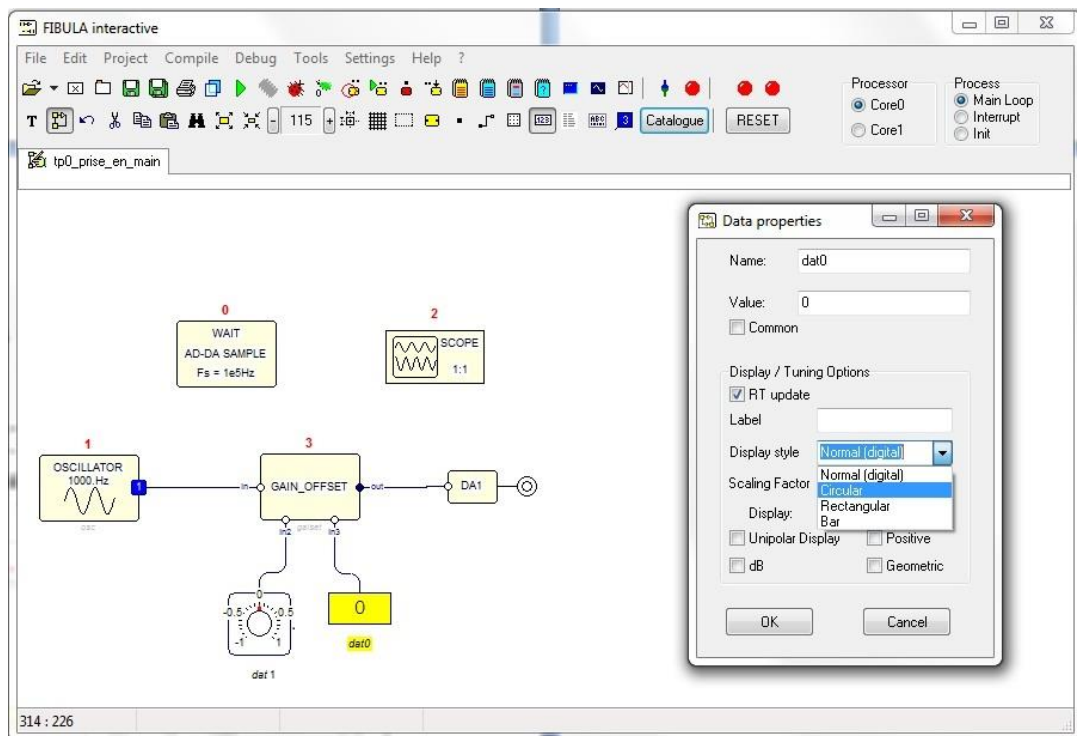 FIBULA interactive
File Edit Project Compile Debug Tools Settings Help ?
T 115 123 ABC 3 Catalogue RESET
Processor
Core0
Core1
Process
Main Loop
Interrupt
Init
tp0_prise_en_main
0
WAIT
AD-DA SAMPLE
Fs = 1e5Hz
2
SCOPE
1:1
1
OSCILLATOR
1000.Hz
1
osc
3
in GAIN_OFFSET out
in2 in3
DA1
0
-0.5 0.5
-1 1
dat 1
0
dat0
Data properties
Name: dat0
Value: 0
Common
Display / Tuning Options
RT update
Label
Display style Normal (digital)
Normal (digital)
Circular
Rectangular
Bar
Scaling Factor
Display:
Unipolar Display Positive
dB Geometric
OK Cancel
314 : 226